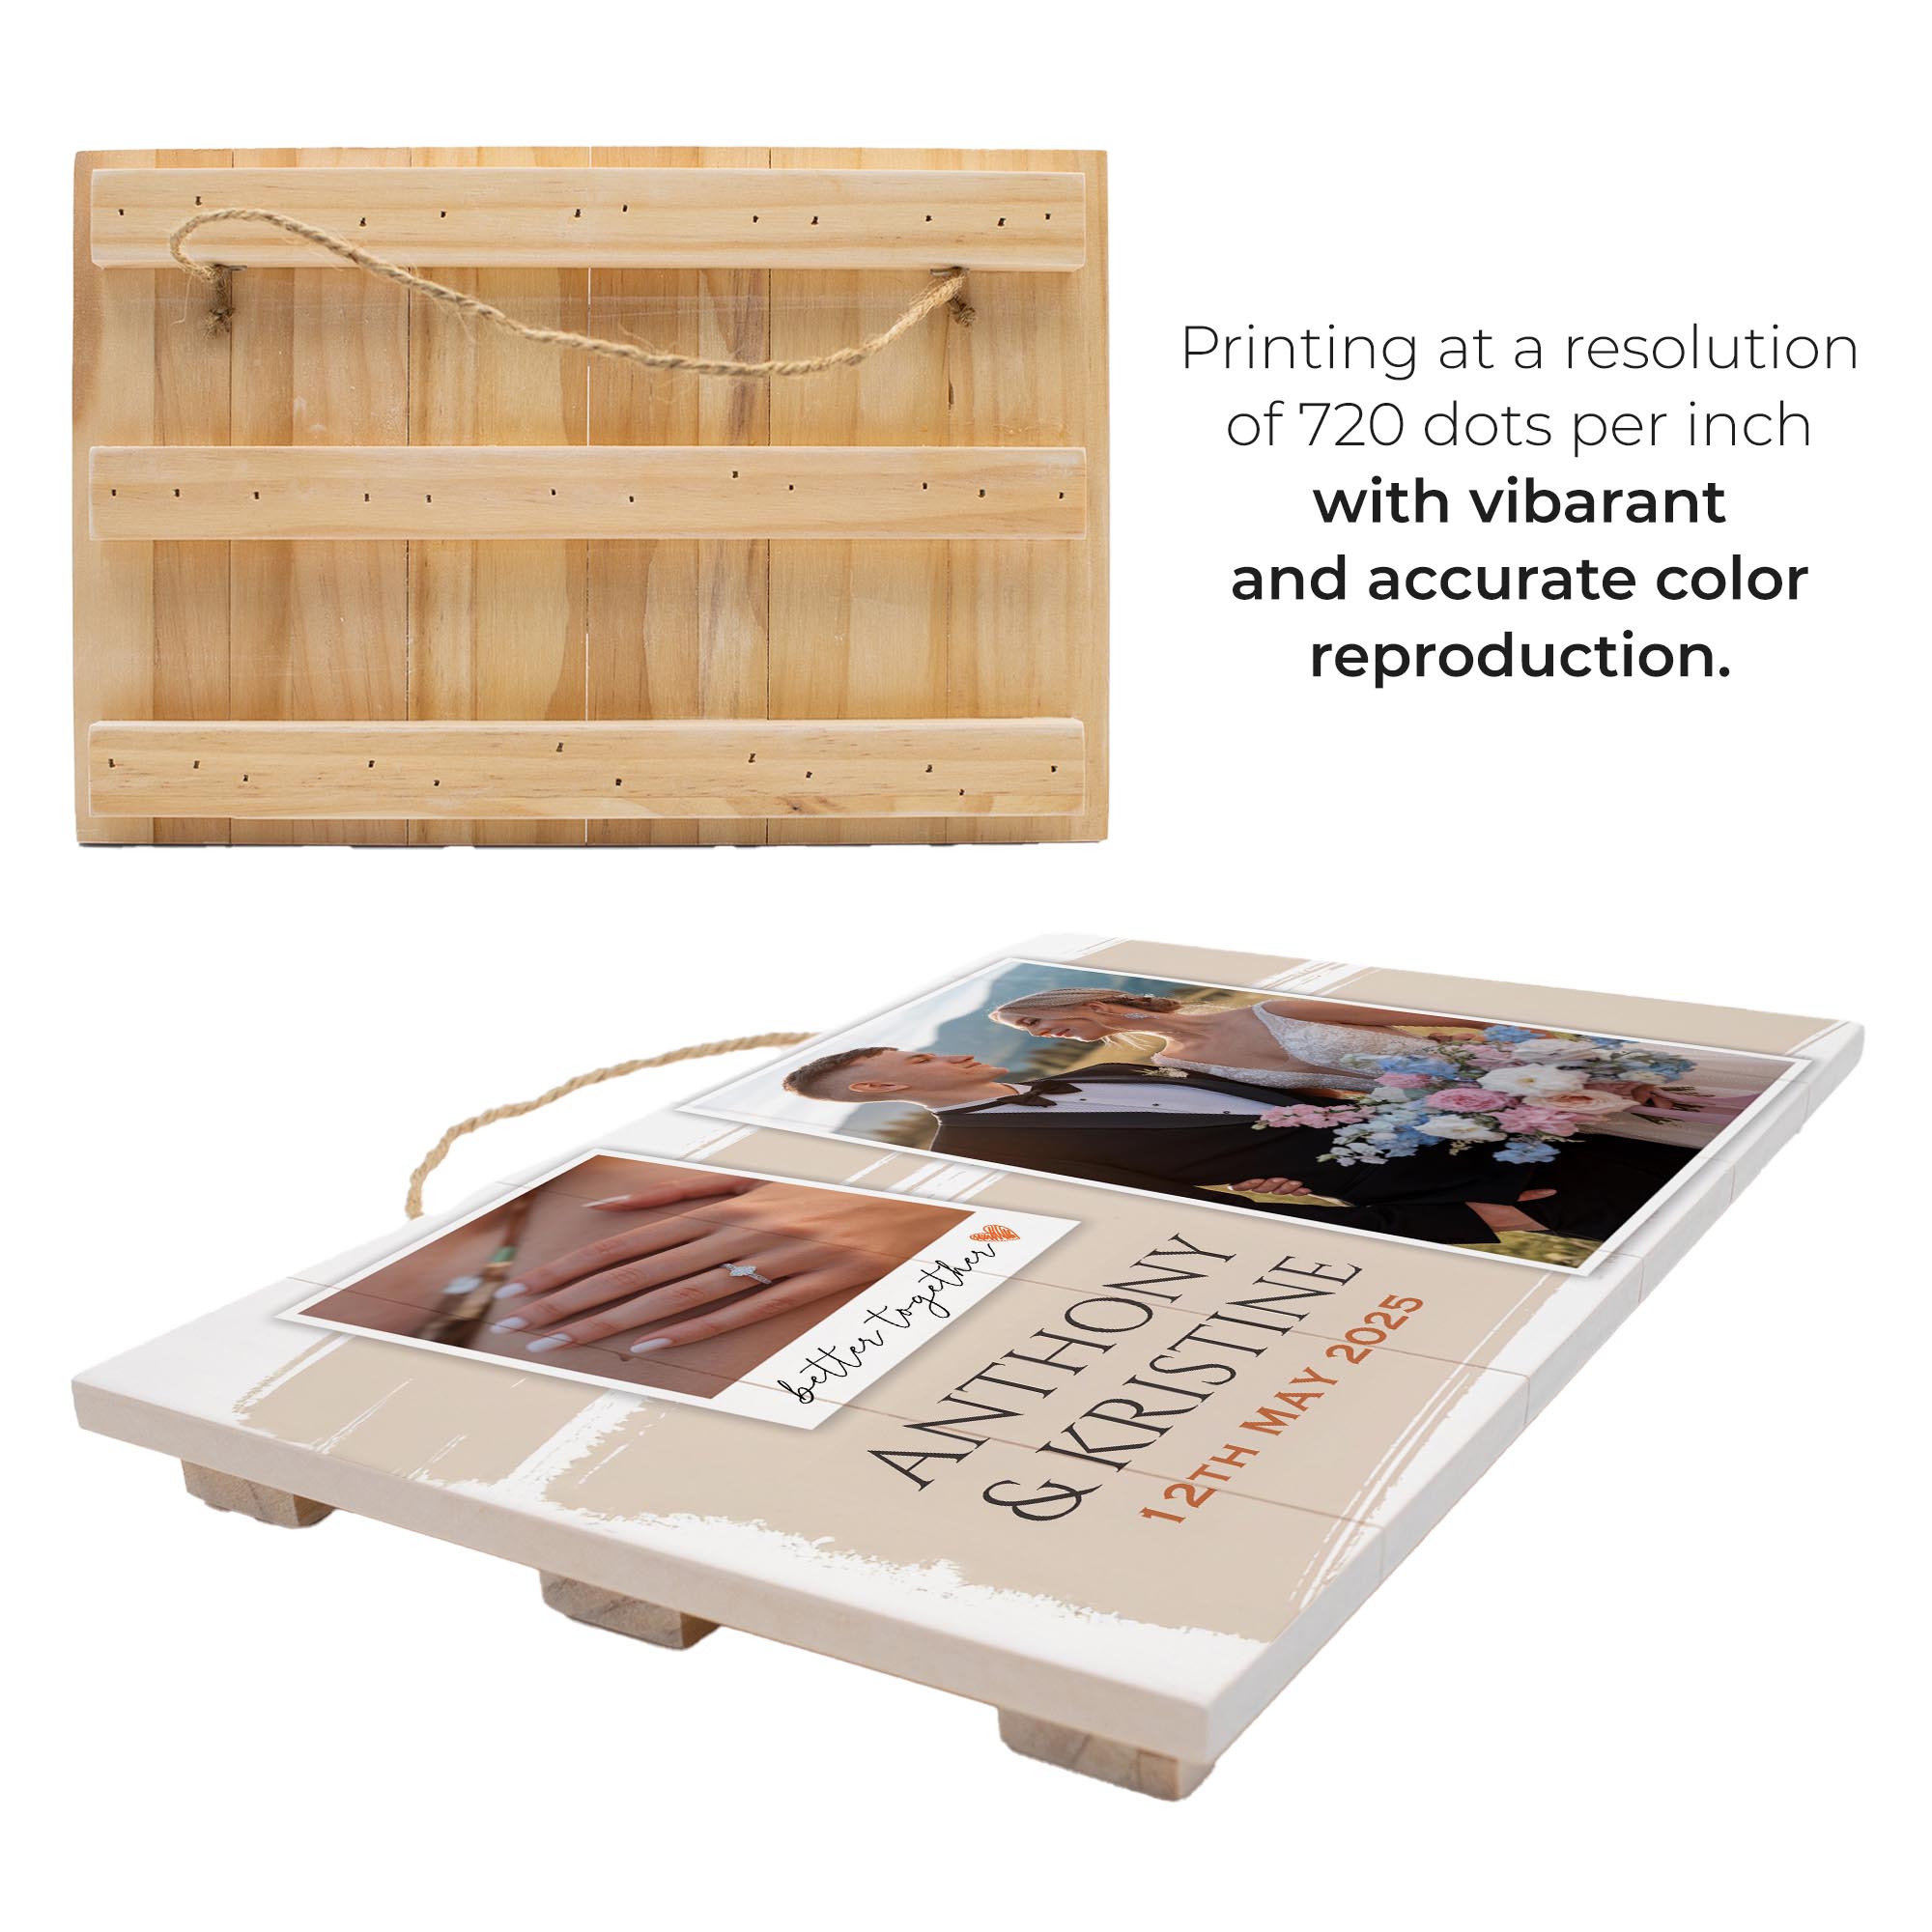 Printing at a resolution
of 720 dots per inch
with vibarant
and accurate color
reproduction.
better together
ANTHONY
& KRISTINE
12TH MAY 2025